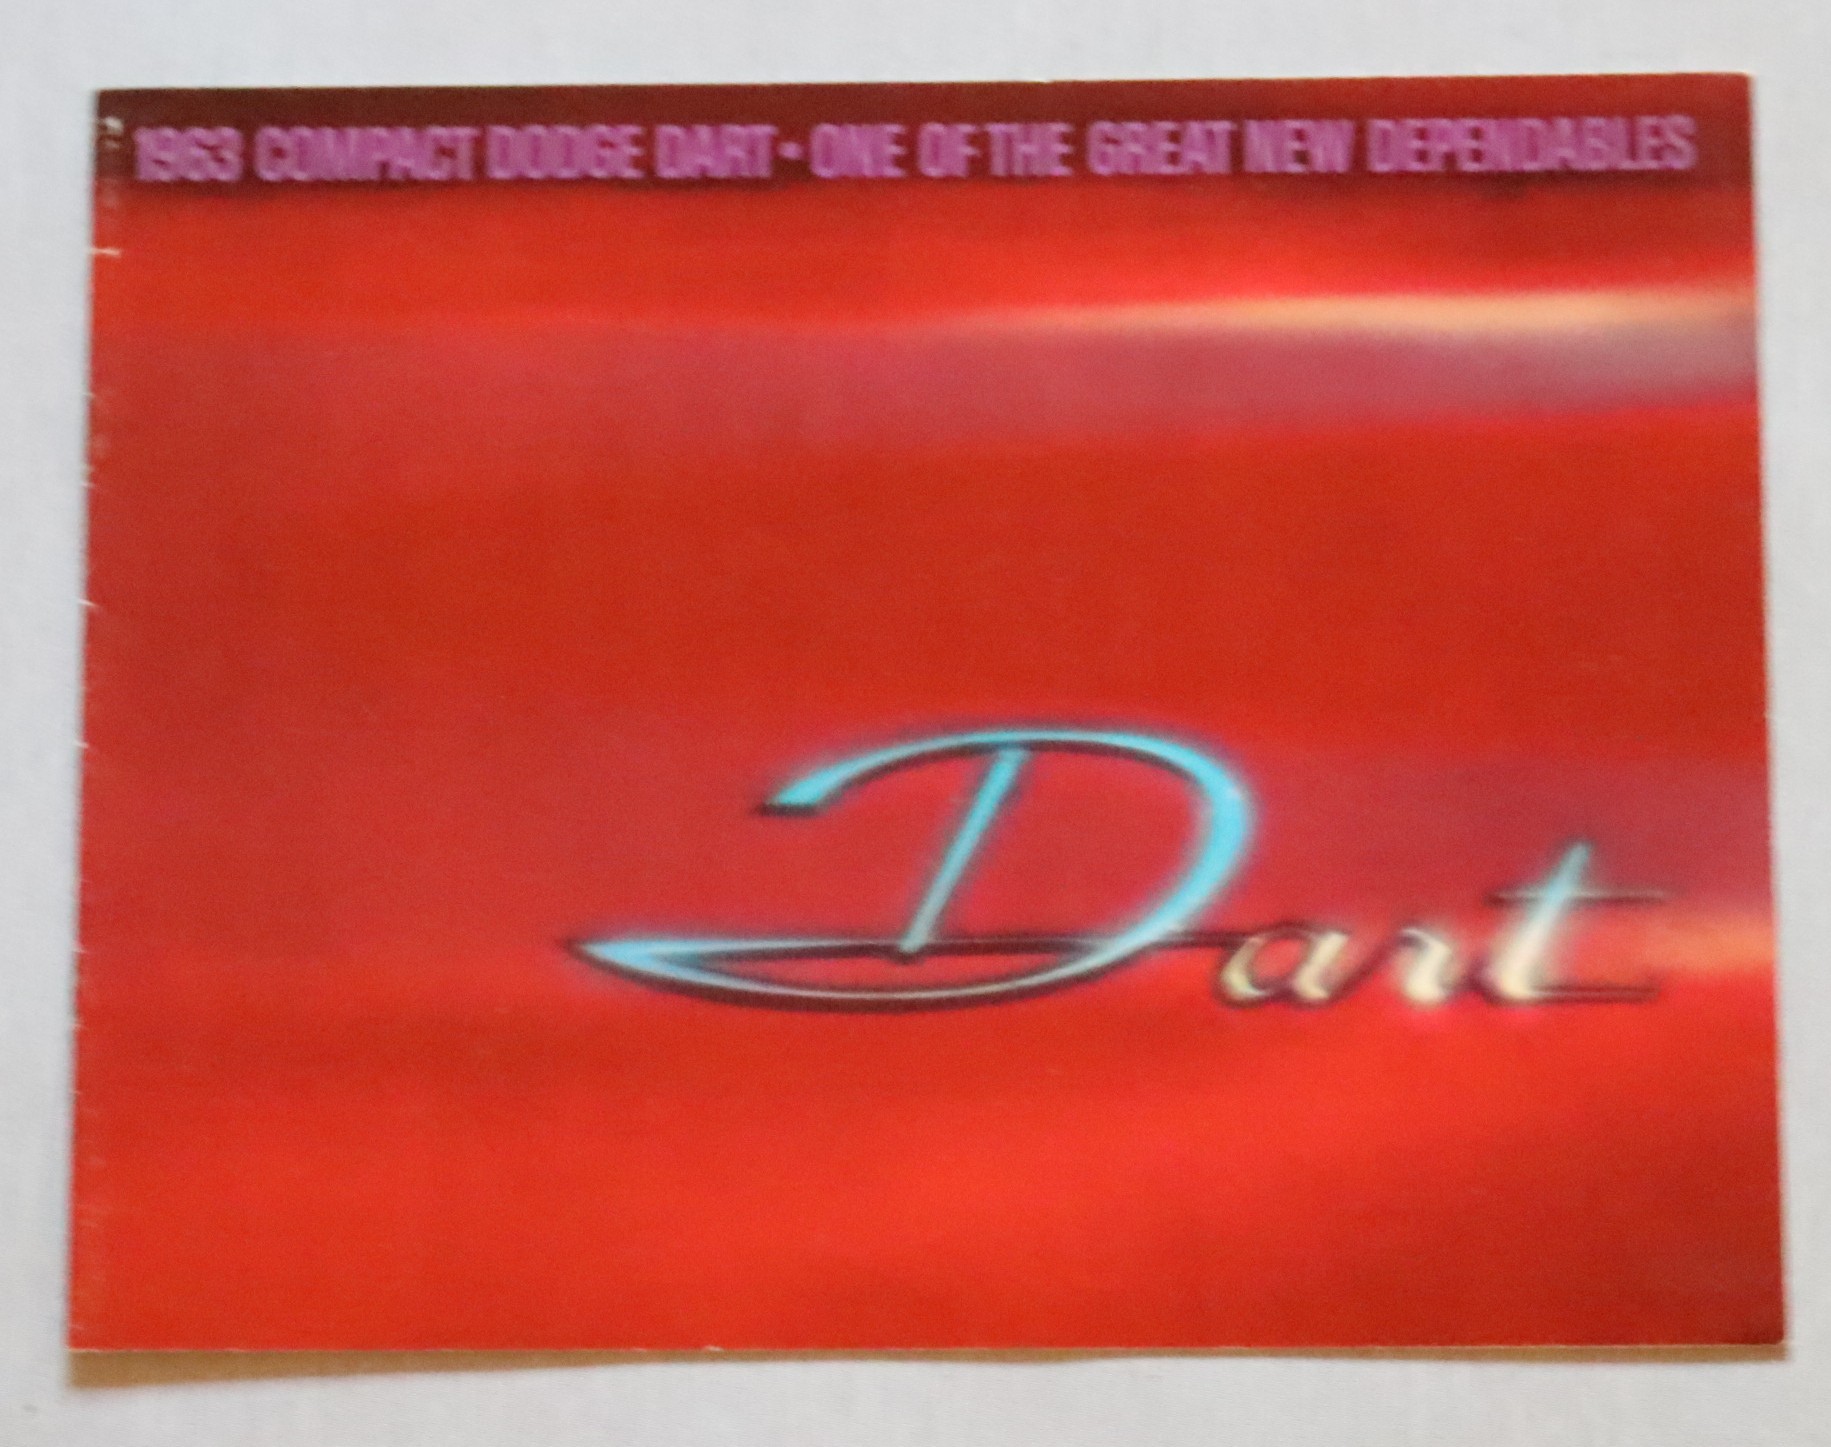 1963 COMPACT DODGE DART • ONE OF THE GREAT NEW DEPENDABLES
Dart